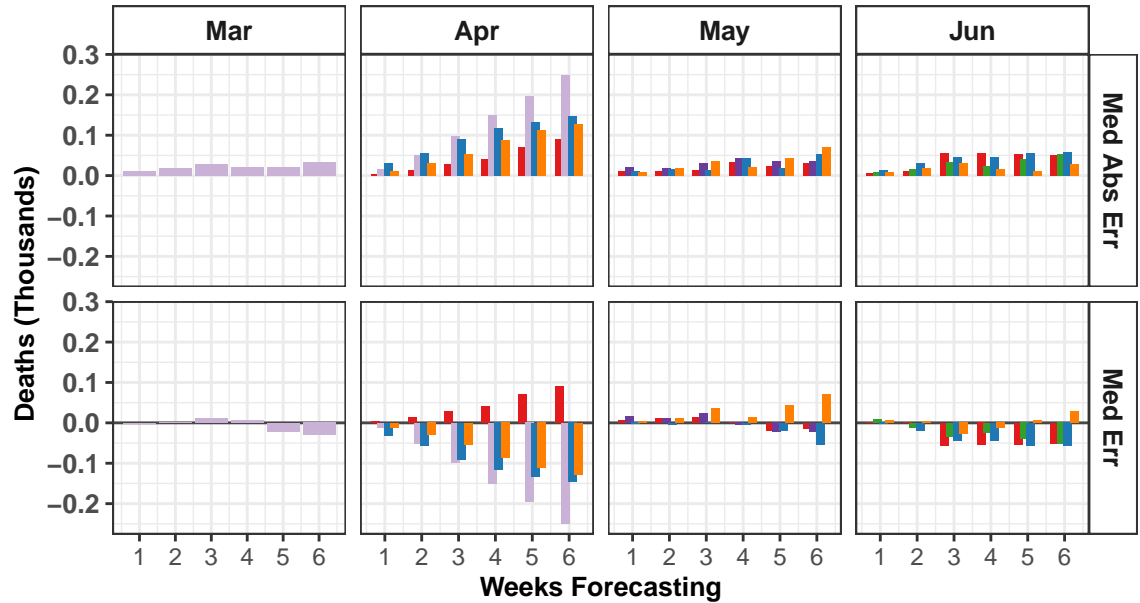 Mar Apr May Jun
Deaths (Thousands)
0.3
0.2
0.1
0.0
−0.1
−0.2
Med Abs Err
0.3
0.2
0.1
0.0
−0.1
−0.2
Med Err
1 2 3 4 5 6 1 2 3 4 5 6 1 2 3 4 5 6 1 2 3 4 5 6
Weeks Forecasting